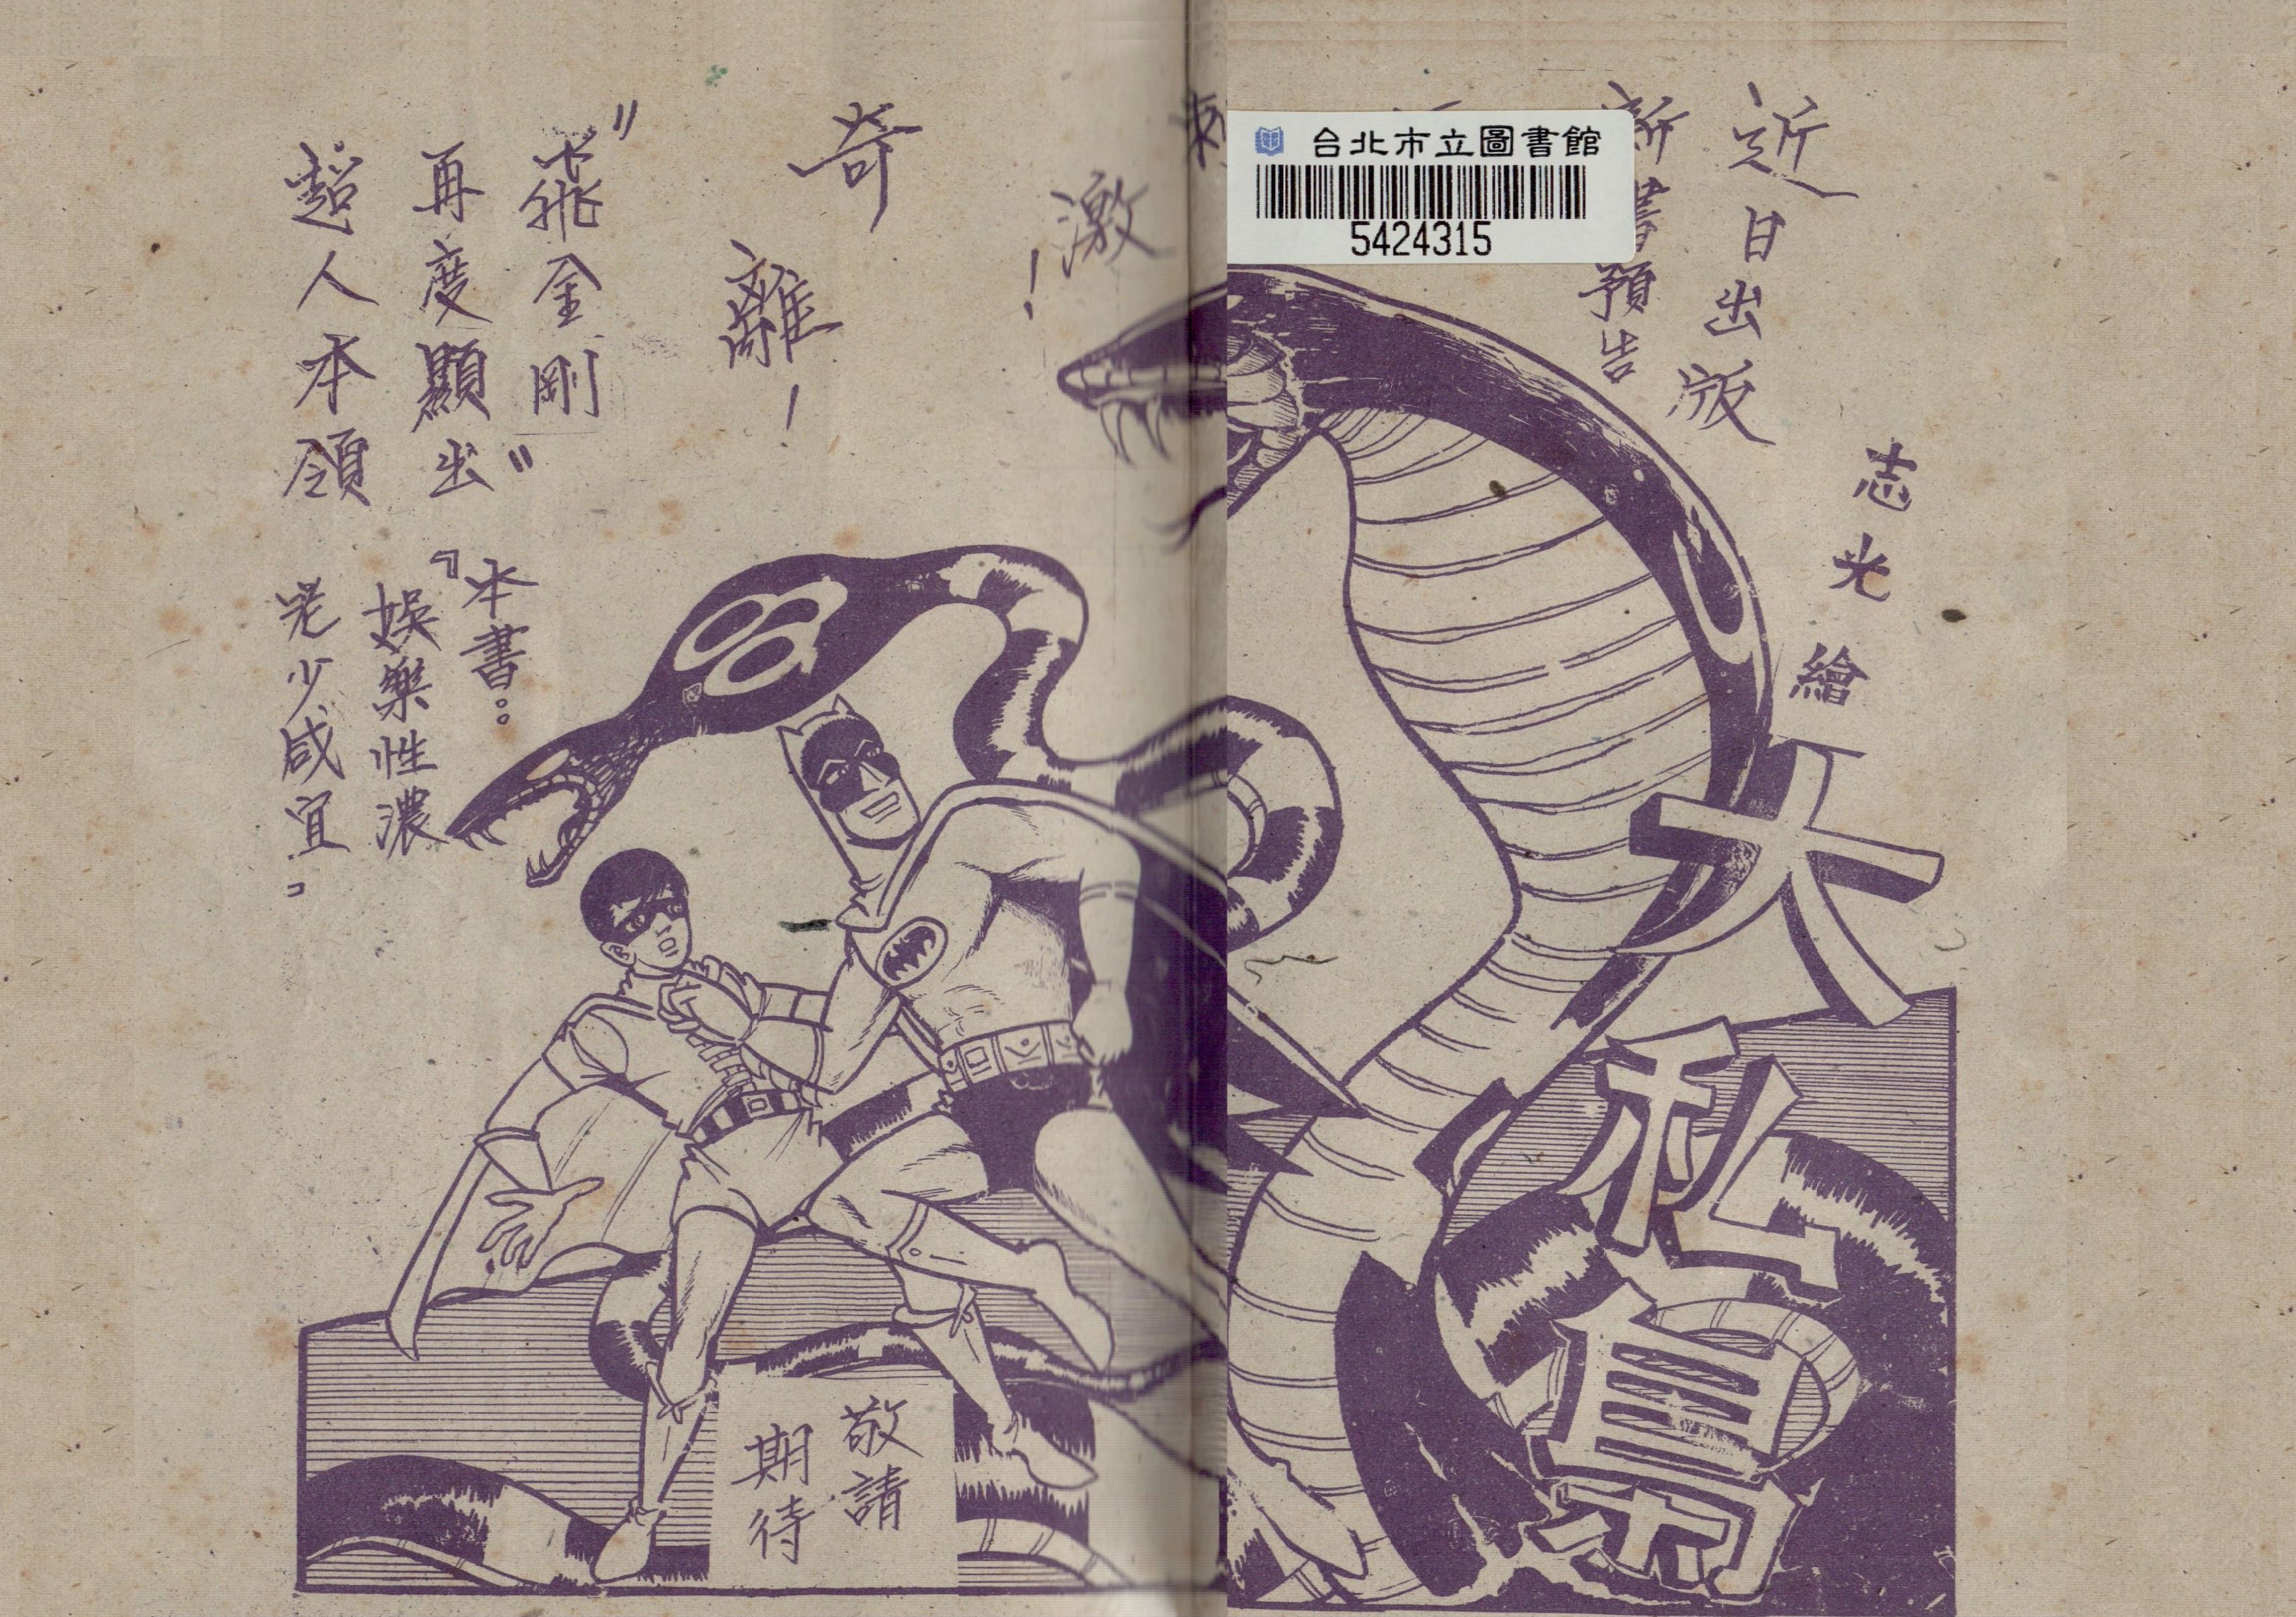 近日出版
新書預告
志光繪
大私梟
台北市立圖書館
5424315
刺激!
奇離!
"飛金剛"
再度顯出
超人本領
『本書:
娛樂性濃
老少咸宜』
敬請
期待